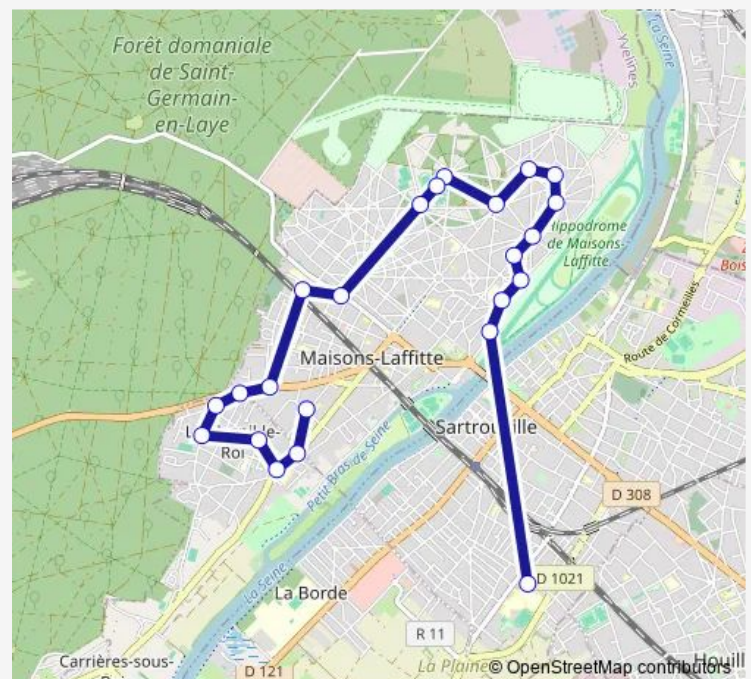 La Seine
Forêt domaniale
de Saint-
Germain-
en-Laye
Yvelines
Hippodrome
de Maisons-
Laffitte
Route de Cormeilles
Maisons-Laffitte
Sartrouville
Petit Bras de Seine
D 308
La Seine
La Borde
D 1021
R 11
Carrières-sous-
D 121
La Plaine
Houill
© OpenStreetMap contributors